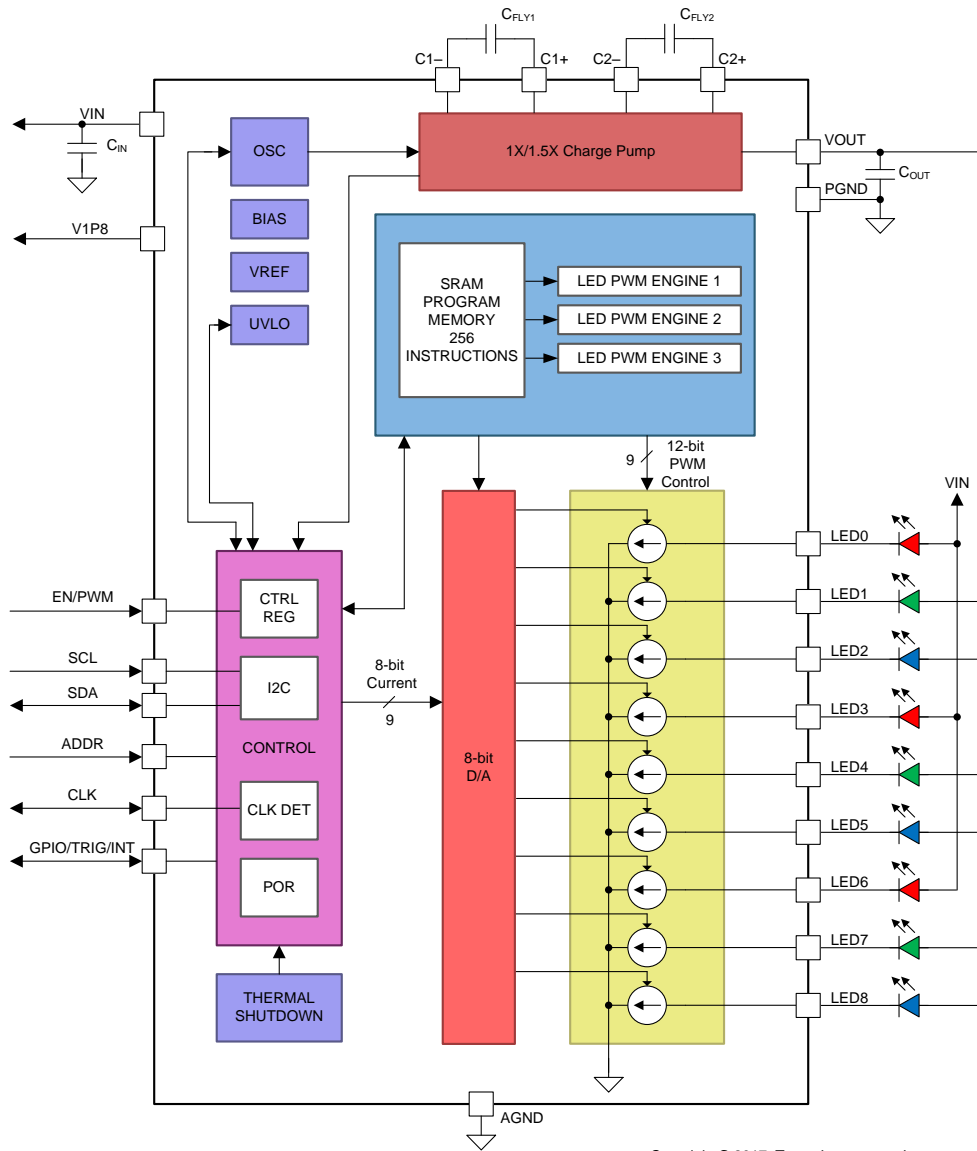 CFLY1
CFLY2
C1–
C1+
C2–
C2+
VIN
CIN
OSC
1X/1.5X Charge Pump
VOUT
COUT
PGND
V1P8
BIAS
VREF
UVLO
SRAM
PROGRAM
MEMORY
256
INSTRUCTIONS
LED PWM ENGINE 1
LED PWM ENGINE 2
LED PWM ENGINE 3
9
12-bit
PWM
Control
VIN
EN/PWM
SCL
SDA
ADDR
CLK
GPIO/TRIG/INT
CTRL
REG
I2C
CONTROL
CLK DET
POR
THERMAL
SHUTDOWN
8-bit
Current
9
8-bit
D/A
LED0
LED1
LED2
LED3
LED4
LED5
LED6
LED7
LED8
AGND